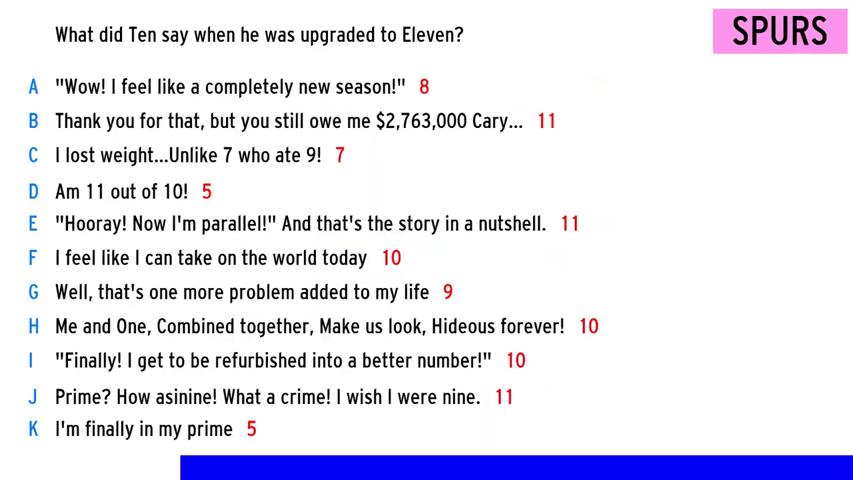 What did Ten say when he was upgraded to Eleven?
SPURS
A "Wow! I feel like a completely new season!" 8
B Thank you for that, but you still owe me $2,763,000 Cary... 11
C I lost weight...Unlike 7 who ate 9! 7
D Am 11 out of 10! 5
E "Hooray! Now I'm parallel!" And that's the story in a nutshell. 11
F I feel like I can take on the world today 10
G Well, that's one more problem added to my life 9
H Me and One, Combined together, Make us look, Hideous forever! 10
I "Finally! I get to be refurbished into a better number!" 10
J Prime? How asinine! What a crime! I wish I were nine. 11
K I'm finally in my prime 5